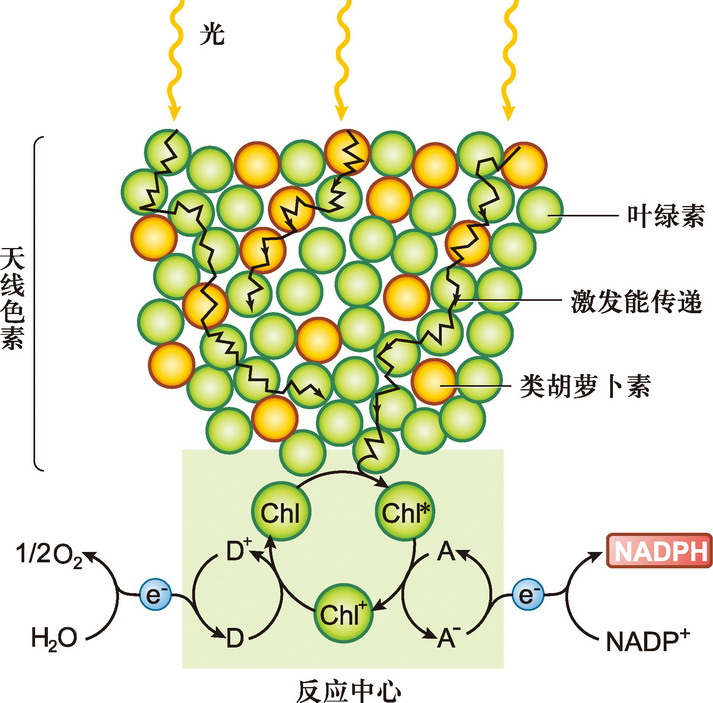 光
叶绿素
天线色素
激发能传递
类胡萝卜素
Chl
Chl*
1/2O₂
D⁺
A
NADPH
e⁻
e⁻
Chl⁺
H₂O
D
A⁻
NADP⁺
反应中心